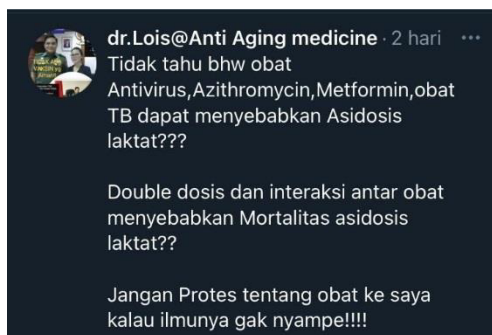 dr.Lois@Anti Aging medicine · 2 hari ...
Tidak tahu bhw obat
Antivirus,Azithromycin,Metformin,obat
TB dapat menyebabkan Asidosis
laktat???
Double dosis dan interaksi antar obat
menyebabkan Mortalitas asidosis
laktat??
Jangan Protes tentang obat ke saya
kalau ilmunya gak nyampe!!!!